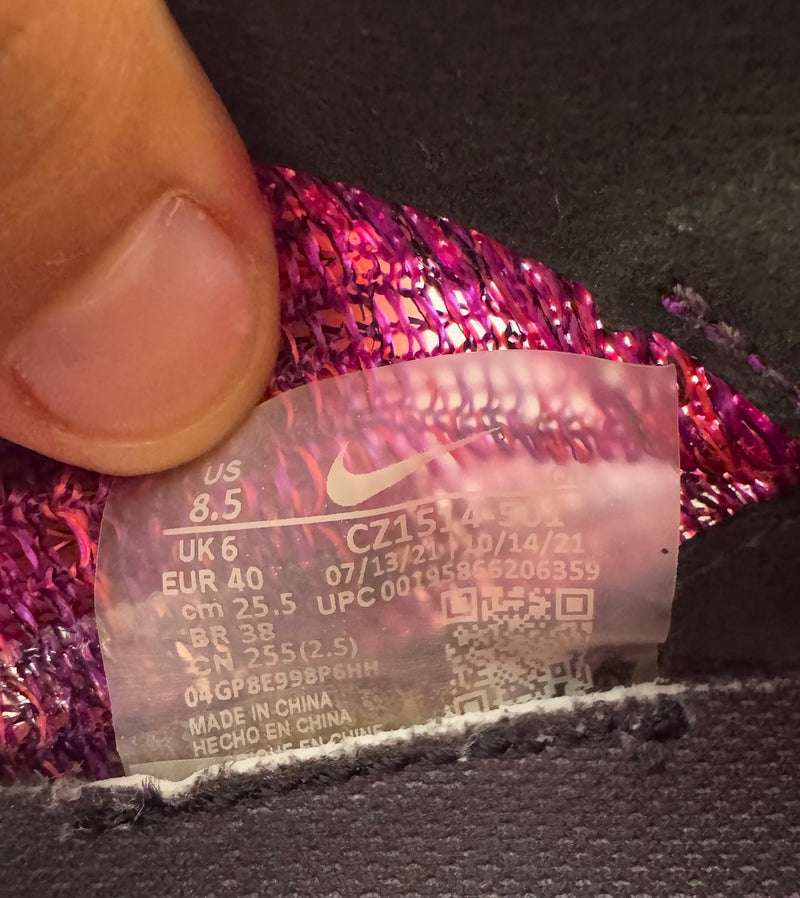 US
8.5
UK 6
EUR 40
cm 25.5
BR 38
CN 255(2.5)
04GP8E998P6HH
MADE IN CHINA
HECHO EN CHINA
CZ1514-501
07/13/21 10/14/21
UPC 00195866206359